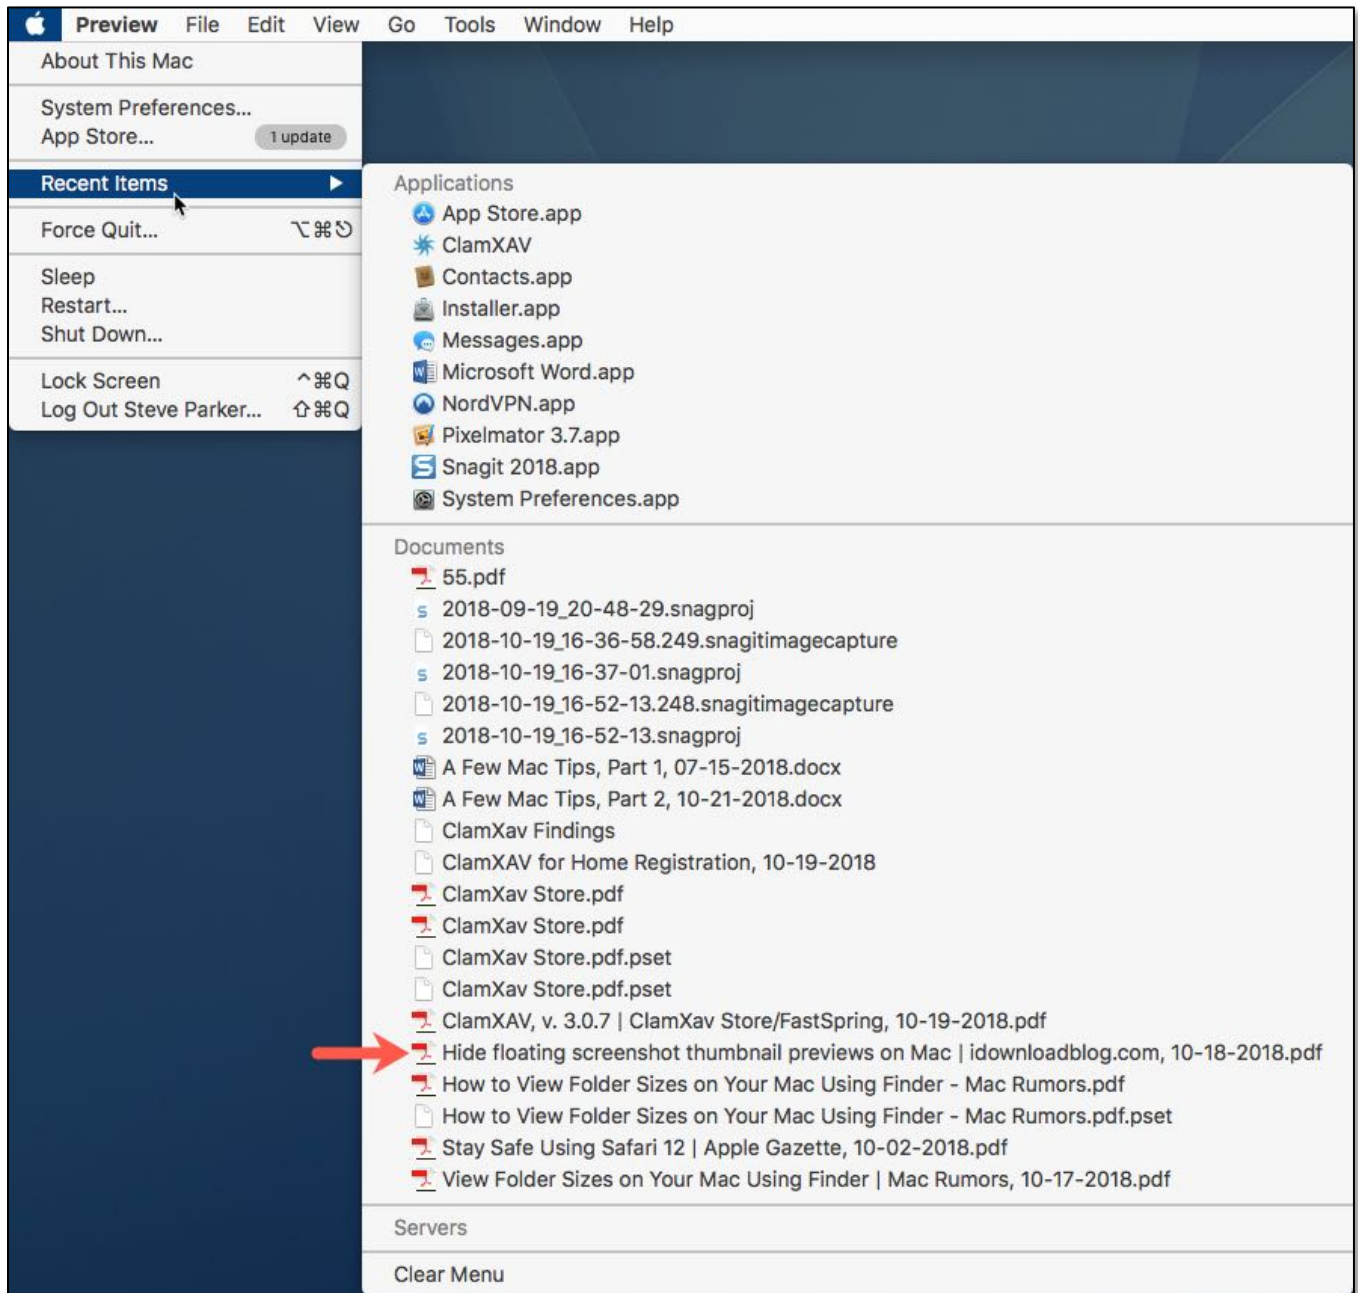 Preview File Edit View Go Tools Window Help
About This Mac
System Preferences...
App Store... 1 update
Recent Items
Force Quit... ⌥⌘⎋
Sleep
Restart...
Shut Down...
Lock Screen ^⌘Q
Log Out Steve Parker... ⇧⌘Q
Applications
App Store.app
ClamXAV
Contacts.app
Installer.app
Messages.app
Microsoft Word.app
NordVPN.app
Pixelmator 3.7.app
Snagit 2018.app
System Preferences.app
Documents
55.pdf
2018-09-19_20-48-29.snagproj
2018-10-19_16-36-58.249.snagitimagecapture
2018-10-19_16-37-01.snagproj
2018-10-19_16-52-13.248.snagitimagecapture
2018-10-19_16-52-13.snagproj
A Few Mac Tips, Part 1, 07-15-2018.docx
A Few Mac Tips, Part 2, 10-21-2018.docx
ClamXav Findings
ClamXAV for Home Registration, 10-19-2018
ClamXav Store.pdf
ClamXav Store.pdf
ClamXav Store.pdf.pset
ClamXav Store.pdf.pset
ClamXAV, v. 3.0.7 | ClamXav Store/FastSpring, 10-19-2018.pdf
Hide floating screenshot thumbnail previews on Mac | idownloadblog.com, 10-18-2018.pdf
How to View Folder Sizes on Your Mac Using Finder - Mac Rumors.pdf
How to View Folder Sizes on Your Mac Using Finder - Mac Rumors.pdf.pset
Stay Safe Using Safari 12 | Apple Gazette, 10-02-2018.pdf
View Folder Sizes on Your Mac Using Finder | Mac Rumors, 10-17-2018.pdf
Servers
Clear Menu